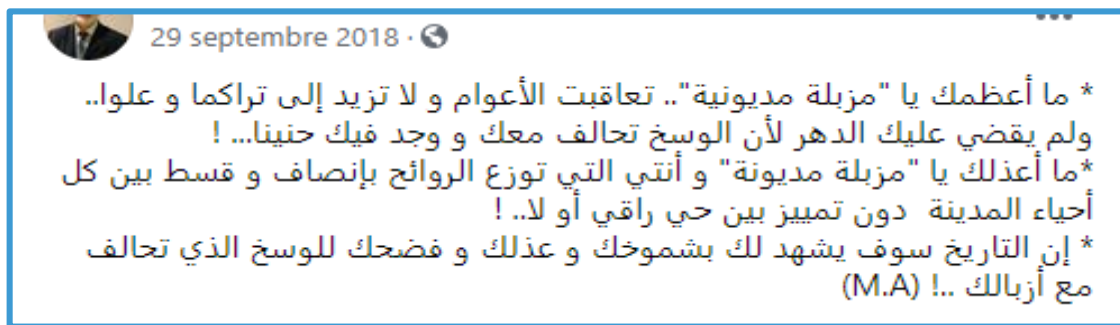 29 septembre 2018 ·
* ما أعظمك يا "مزبلة مديونية".. تعاقبت الأعوام و لا تزيد إلى تراكما و علوا..
ولم يقضي عليك الدهر لأن الوسخ تحالف معك و وجد فيك حنينا... !
*ما أعذلك يا "مزبلة مديونة" و أنتي التي توزع الروائح بإنصاف و قسط بين كل
أحياء المدينة دون تمييز بين حي راقي أو لا.. !
* إن التاريخ سوف يشهد لك بشموخك و عذلك و فضحك للوسخ الذي تحالف
مع أزبالك ..! (M.A)